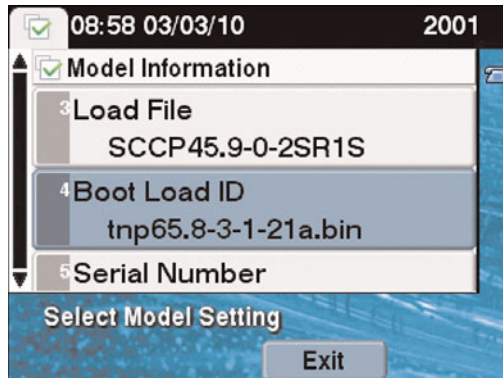 08:58 03/03/10 2001
Model Information
3 Load File
SCCP45.9-0-2SR1S
4 Boot Load ID
tnp65.8-3-1-21a.bin
5 Serial Number
Select Model Setting
Exit